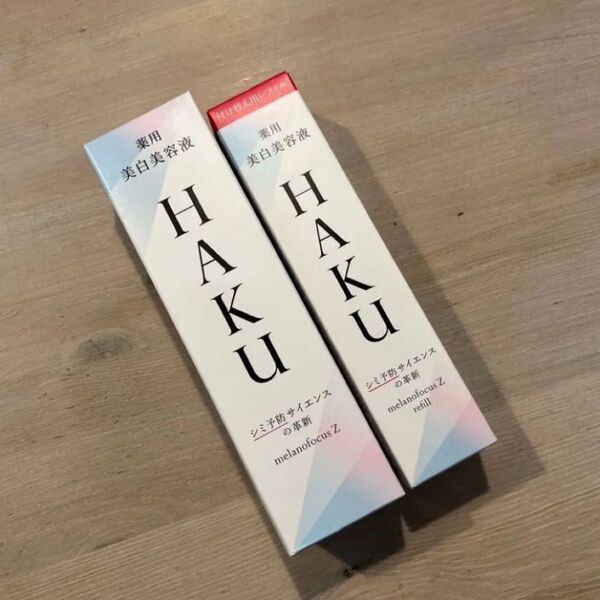 薬用
美白美容液
HAKU
シミ予防サイエンス
の革新
melanofocus Z
付け替え用レフィル
薬用
美白美容液
HAKU
シミ予防サイエンス
の革新
melanofocus Z
refill